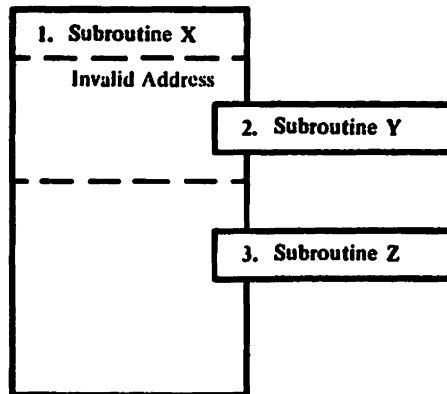 1. Subroutine X
Invalid Address
2. Subroutine Y
3. Subroutine Z